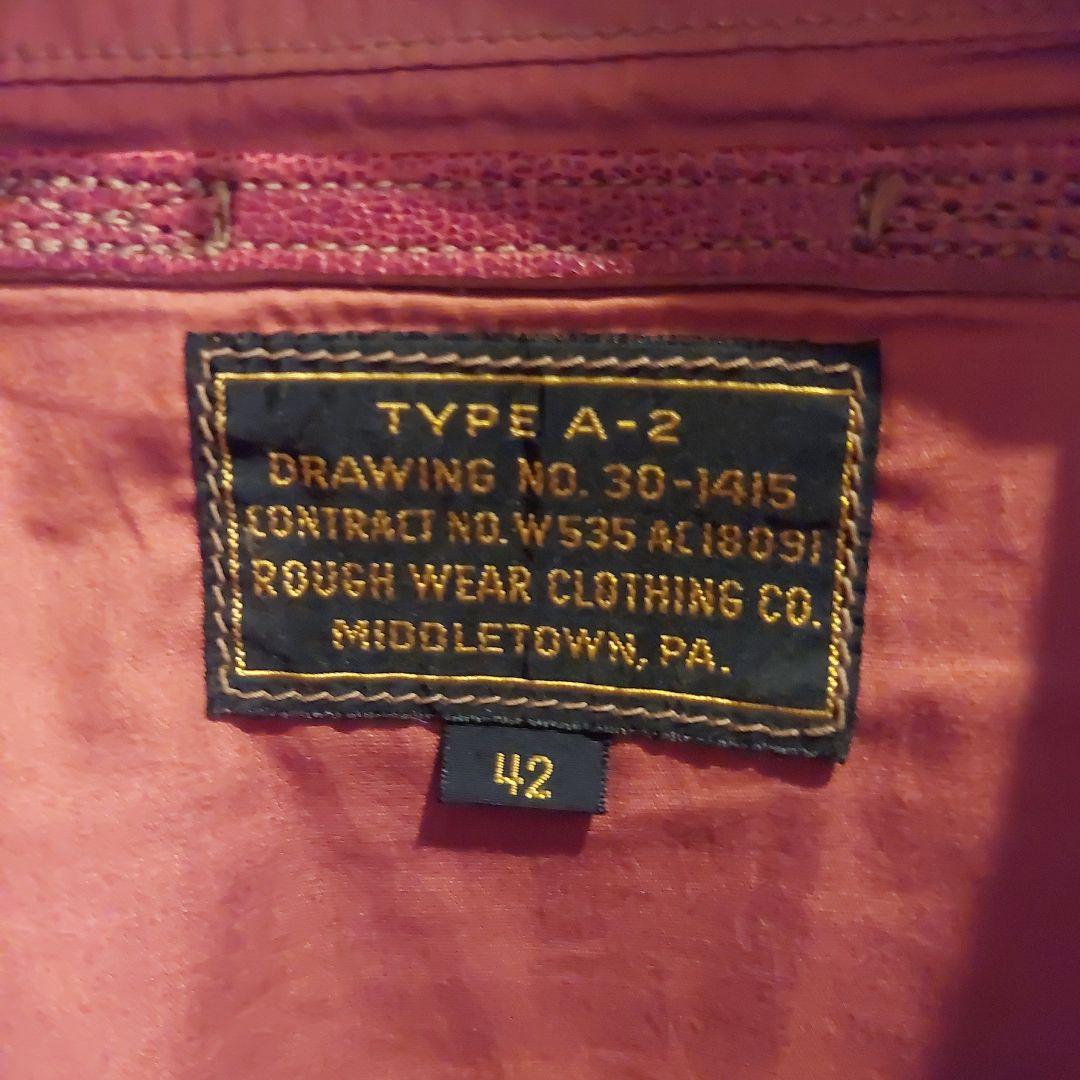 TYPE A-2
DRAWING NO. 30-1415
CONTRACT NO. W535 AC18091
ROUGH WEAR CLOTHING CO.
MIDDLETOWN, PA.
42